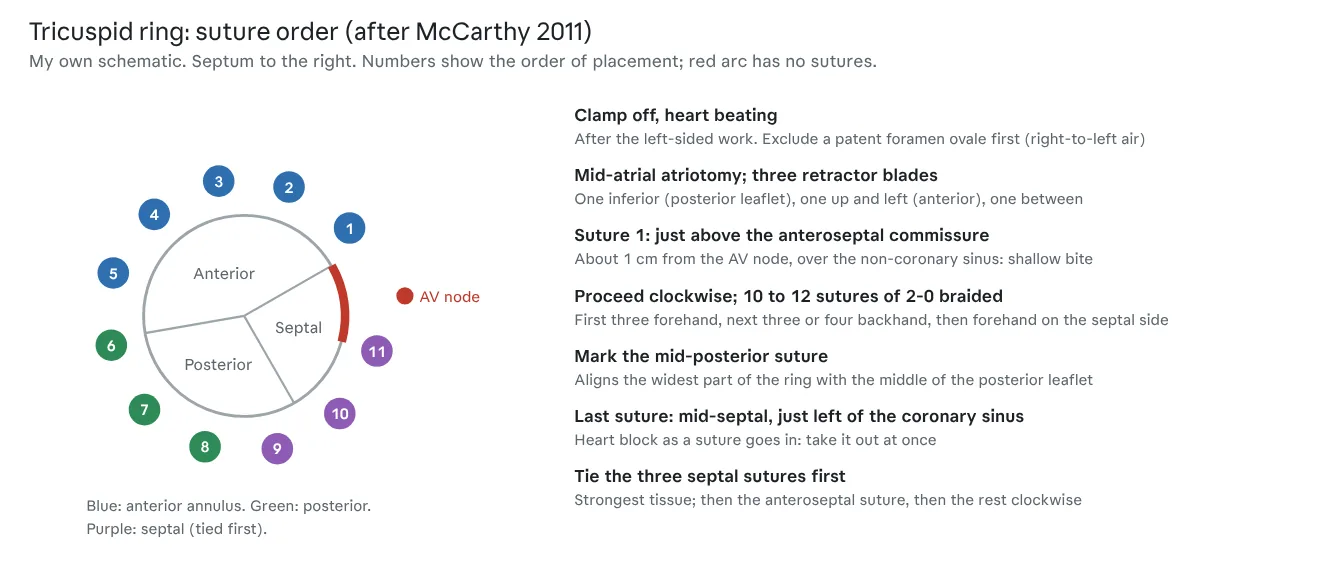 Tricuspid ring: suture order (after McCarthy 2011)
My own schematic. Septum to the right. Numbers show the order of placement; red arc has no sutures.
3
2
4
1
5
Anterior
AV node
Septal
6
11
Posterior
7
10
8
9
Blue: anterior annulus. Green: posterior.
Purple: septal (tied first).
Clamp off, heart beating
After the left-sided work. Exclude a patent foramen ovale first (right-to-left air)
Mid-atrial atriotomy; three retractor blades
One inferior (posterior leaflet), one up and left (anterior), one between
Suture 1: just above the anteroseptal commissure
About 1 cm from the AV node, over the non-coronary sinus: shallow bite
Proceed clockwise; 10 to 12 sutures of 2-0 braided
First three forehand, next three or four backhand, then forehand on the septal side
Mark the mid-posterior suture
Aligns the widest part of the ring with the middle of the posterior leaflet
Last suture: mid-septal, just left of the coronary sinus
Heart block as a suture goes in: take it out at once
Tie the three septal sutures first
Strongest tissue; then the anteroseptal suture, then the rest clockwise